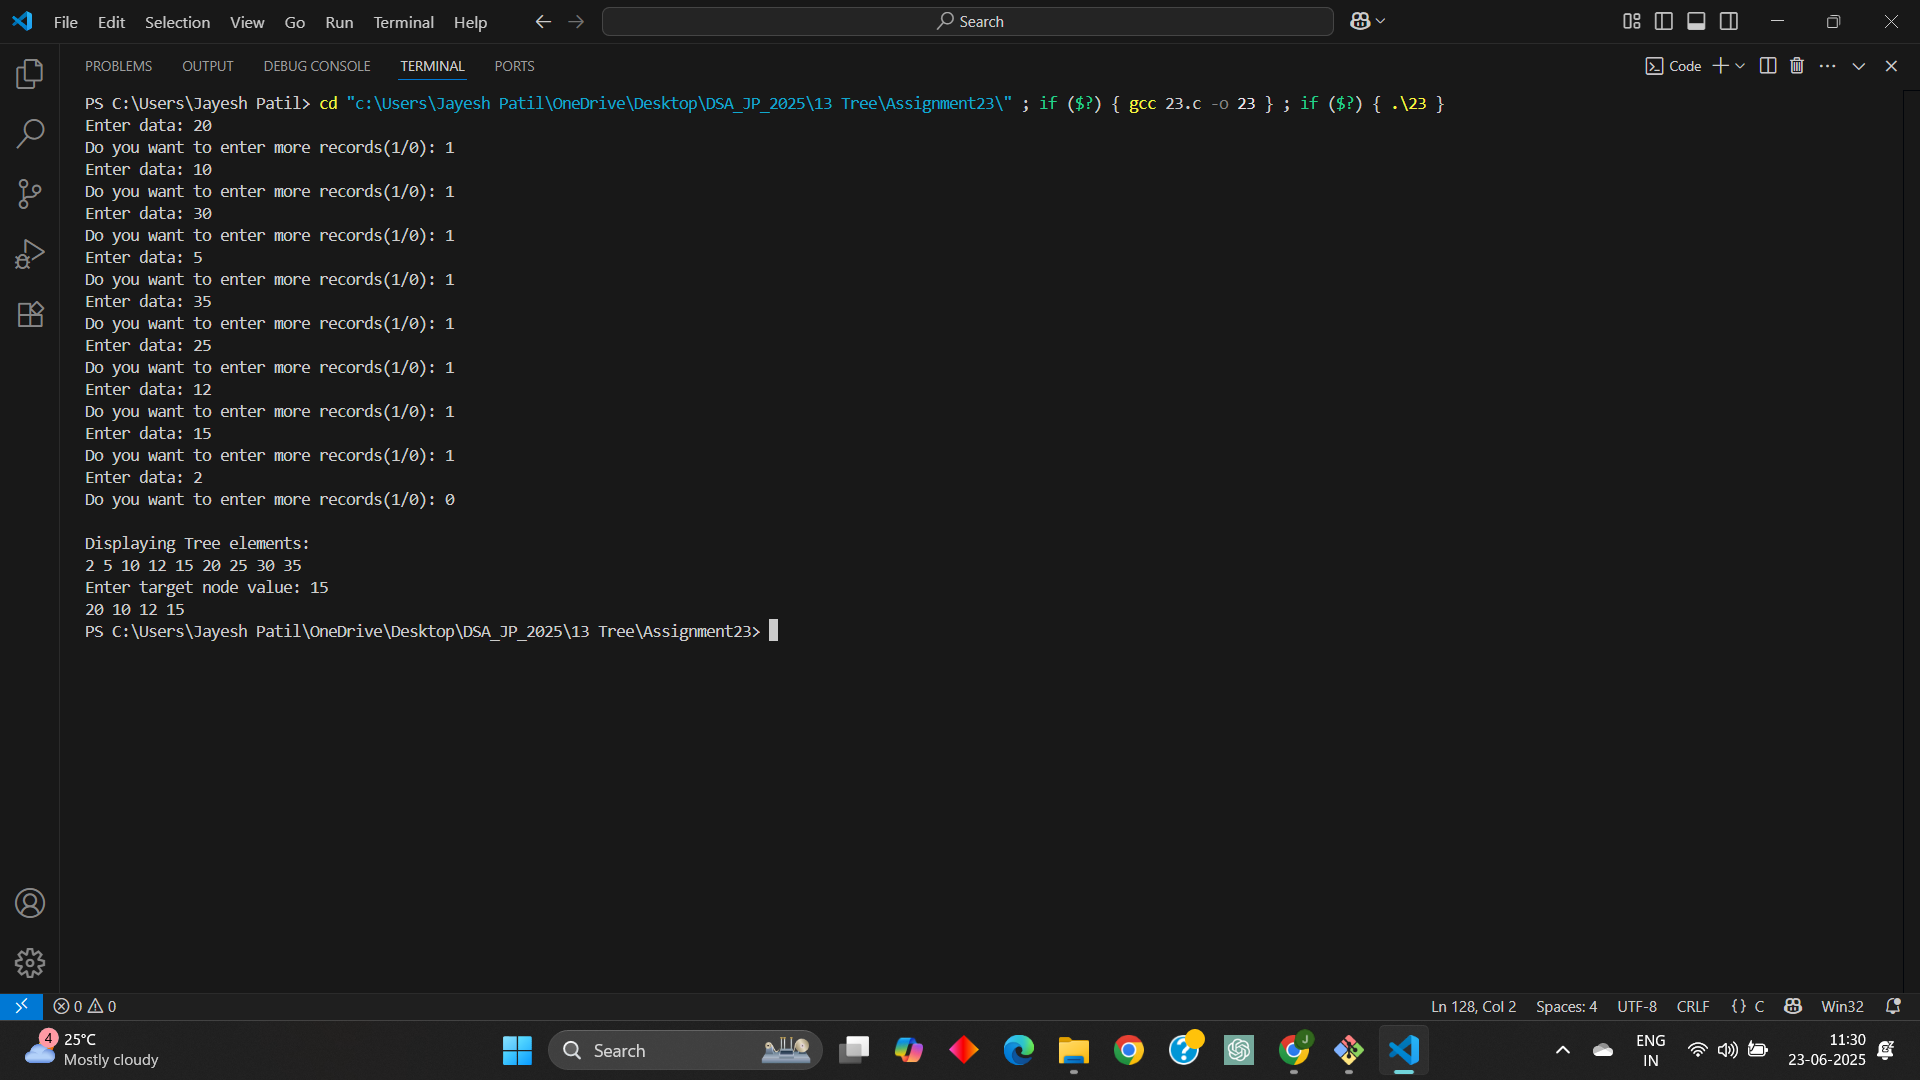 File Edit Selection View Go Run Terminal Help
Search
PROBLEMS OUTPUT DEBUG CONSOLE TERMINAL PORTS
Code
PS C:\Users\Jayesh Patil> cd "c:\Users\Jayesh Patil\OneDrive\Desktop\DSA_JP_2025\13 Tree\Assignment23\" ; if ($?) { gcc 23.c -o 23 } ; if ($?) { .\23 }
Enter data: 20
Do you want to enter more records(1/0): 1
Enter data: 10
Do you want to enter more records(1/0): 1
Enter data: 30
Do you want to enter more records(1/0): 1
Enter data: 5
Do you want to enter more records(1/0): 1
Enter data: 35
Do you want to enter more records(1/0): 1
Enter data: 25
Do you want to enter more records(1/0): 1
Enter data: 12
Do you want to enter more records(1/0): 1
Enter data: 15
Do you want to enter more records(1/0): 1
Enter data: 2
Do you want to enter more records(1/0): 0
Displaying Tree elements:
2 5 10 12 15 20 25 30 35
Enter target node value: 15
20 10 12 15
PS C:\Users\Jayesh Patil\OneDrive\Desktop\DSA_JP_2025\13 Tree\Assignment23>
0 0
Ln 128, Col 2 Spaces: 4 UTF-8 CRLF {} C Win32
4
25°C
Mostly cloudy
Search
J
ENG
IN
11:30
23-06-2025